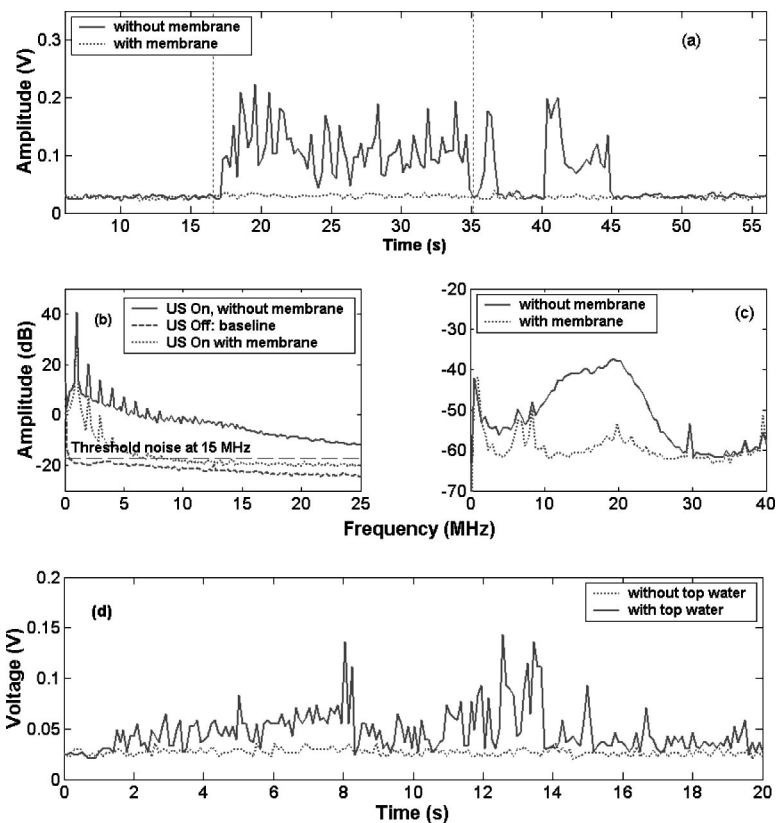 without membrane
with membrane
(a)
Amplitude (V)
0.3
0.2
0.1
0
10 15 20 25 30 35 40 45 50 55
Time (s)
(b)
US On, without membrane
US Off: baseline
US On with membrane
Threshold noise at 15 MHz
Amplitude (dB)
40
20
0
-20
0 5 10 15 20 25
(c)
without membrane
with membrane
-20
-30
-40
-50
-60
-70
0 10 20 30 40
Frequency (MHz)
(d)
without top water
with top water
Voltage (V)
0.2
0.15
0.1
0.05
0
0 2 4 6 8 10 12 14 16 18 20
Time (s)